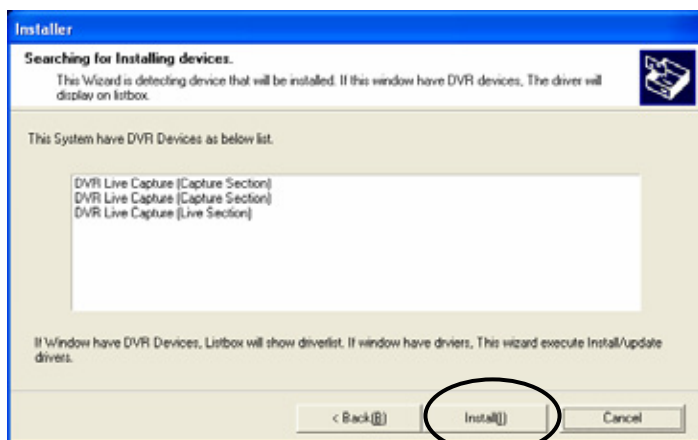 Installer
Searching for Installing devices.
This Wizard is detecting device that will be installed. If this window have DVR devices, The driver will
display on listbox.
This System have DVR Devices as below list.
DVR Live Capture (Capture Section)
DVR Live Capture (Capture Section)
DVR Live Capture (Live Section)
If Window have DVR Devices, Listbox will show driverlist. If window have drviers, This wizard execute Install/update
drivers.
< Back(B) Install(I) Cancel